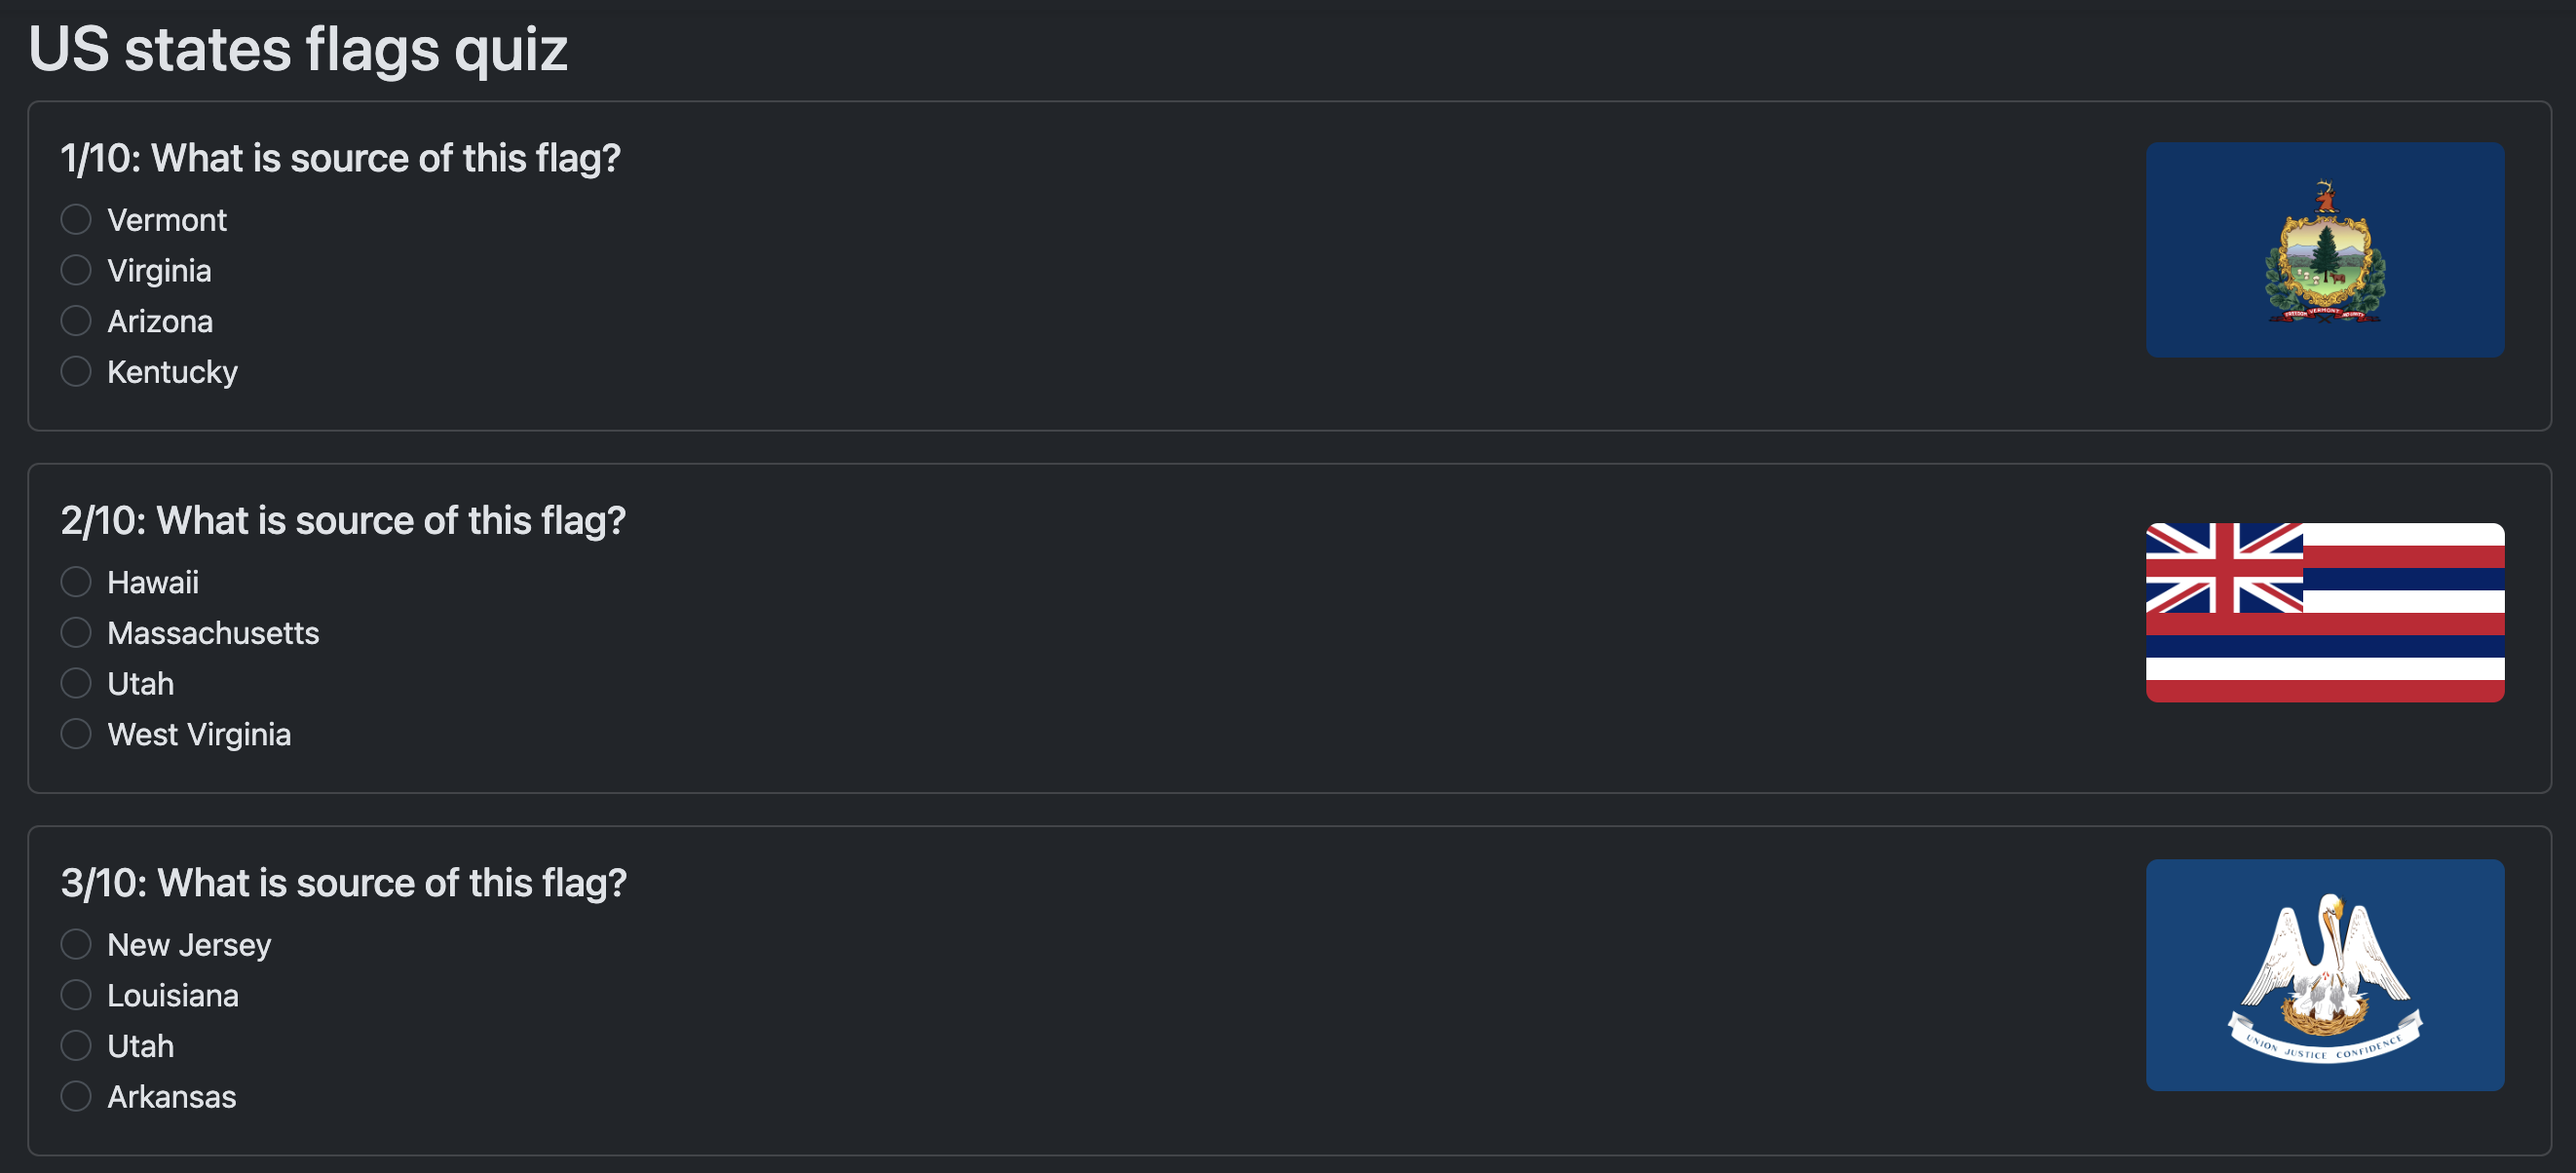 US states flags quiz
1/10: What is source of this flag?
Vermont
Virginia
Arizona
Kentucky
FREEDOM VERMONT AND UNITY
2/10: What is source of this flag?
Hawaii
Massachusetts
Utah
West Virginia
3/10: What is source of this flag?
New Jersey
Louisiana
Utah
Arkansas
UNION JUSTICE CONFIDENCE